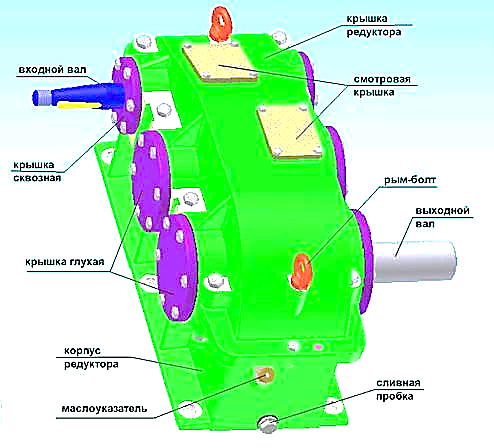 крышка
редуктора
входной вал
смотровая
крышка
крышка
сквозная
рым-болт
выходной
вал
крышка глухая
корпус
редуктора
сливная
пробка
маслоуказатель